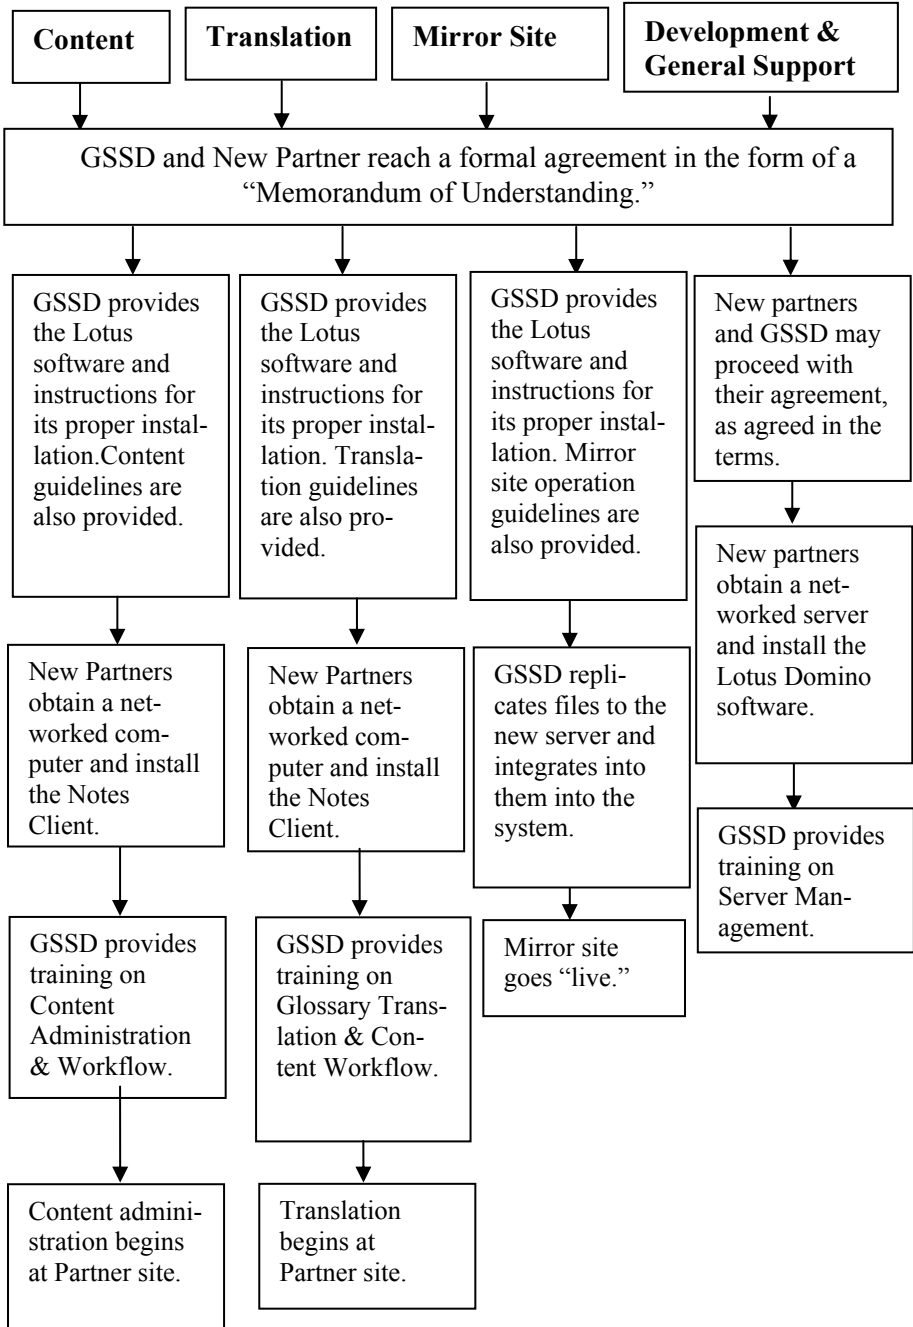 Content
Translation
Mirror Site
Development &
General Support
GSSD and New Partner reach a formal agreement in the form of a
“Memorandum of Understanding.”
GSSD provides
the Lotus
software and
instructions for
its proper instal-
lation.Content
guidelines are
also provided.
New Partners
obtain a net-
worked com-
puter and install
the Notes
Client.
GSSD provides
training on
Content
Administration
& Workflow.
Content admini-
stration begins
at Partner site.
GSSD provides
the Lotus
software and
instructions for
its proper instal-
lation. Transla-
tion guidelines
are also pro-
vided.
New Partners
obtain a net-
worked com-
puter and install
the Notes
Client.
GSSD provides
training on
Glossary Trans-
lation & Con-
tent Workflow.
Translation
begins at
Partner site.
GSSD provides
the Lotus
software and
instructions for
its proper instal-
lation. Mirror
site operation
guidelines are
also provided.
GSSD repli-
cates files to the
new server and
integrates into
them into the
system.
Mirror site
goes “live.”
New partners
and GSSD may
proceed with
their agreement,
as agreed in the
terms.
New partners
obtain a net-
worked server
and install the
Lotus Domino
software.
GSSD provides
training on
Server Man-
agement.